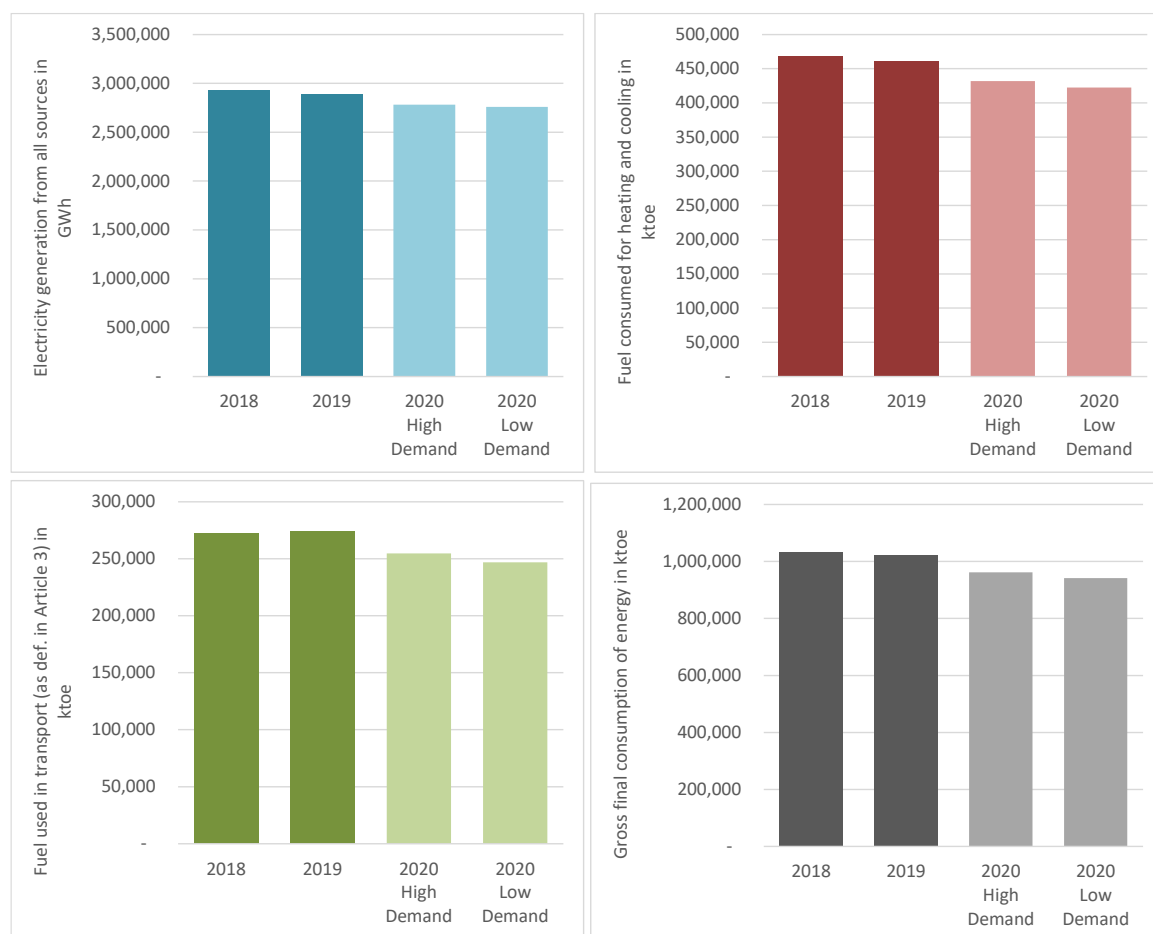 Electricity generation from all sources in
GWh
3,500,000
3,000,000
2,500,000
2,000,000
1,500,000
1,000,000
500,000
-
2018
2019
2020
High
Demand
2020
Low
Demand
Fuel consumed for heating and cooling in
ktoe
500,000
450,000
400,000
350,000
300,000
250,000
200,000
150,000
100,000
50,000
-
2018
2019
2020
High
Demand
2020
Low
Demand
Fuel used in transport (as def. in Article 3) in
ktoe
300,000
250,000
200,000
150,000
100,000
50,000
-
2018
2019
2020
High
Demand
2020
Low
Demand
Gross final consumption of energy in ktoe
1,200,000
1,000,000
800,000
600,000
400,000
200,000
-
2018
2019
2020
High
Demand
2020
Low
Demand